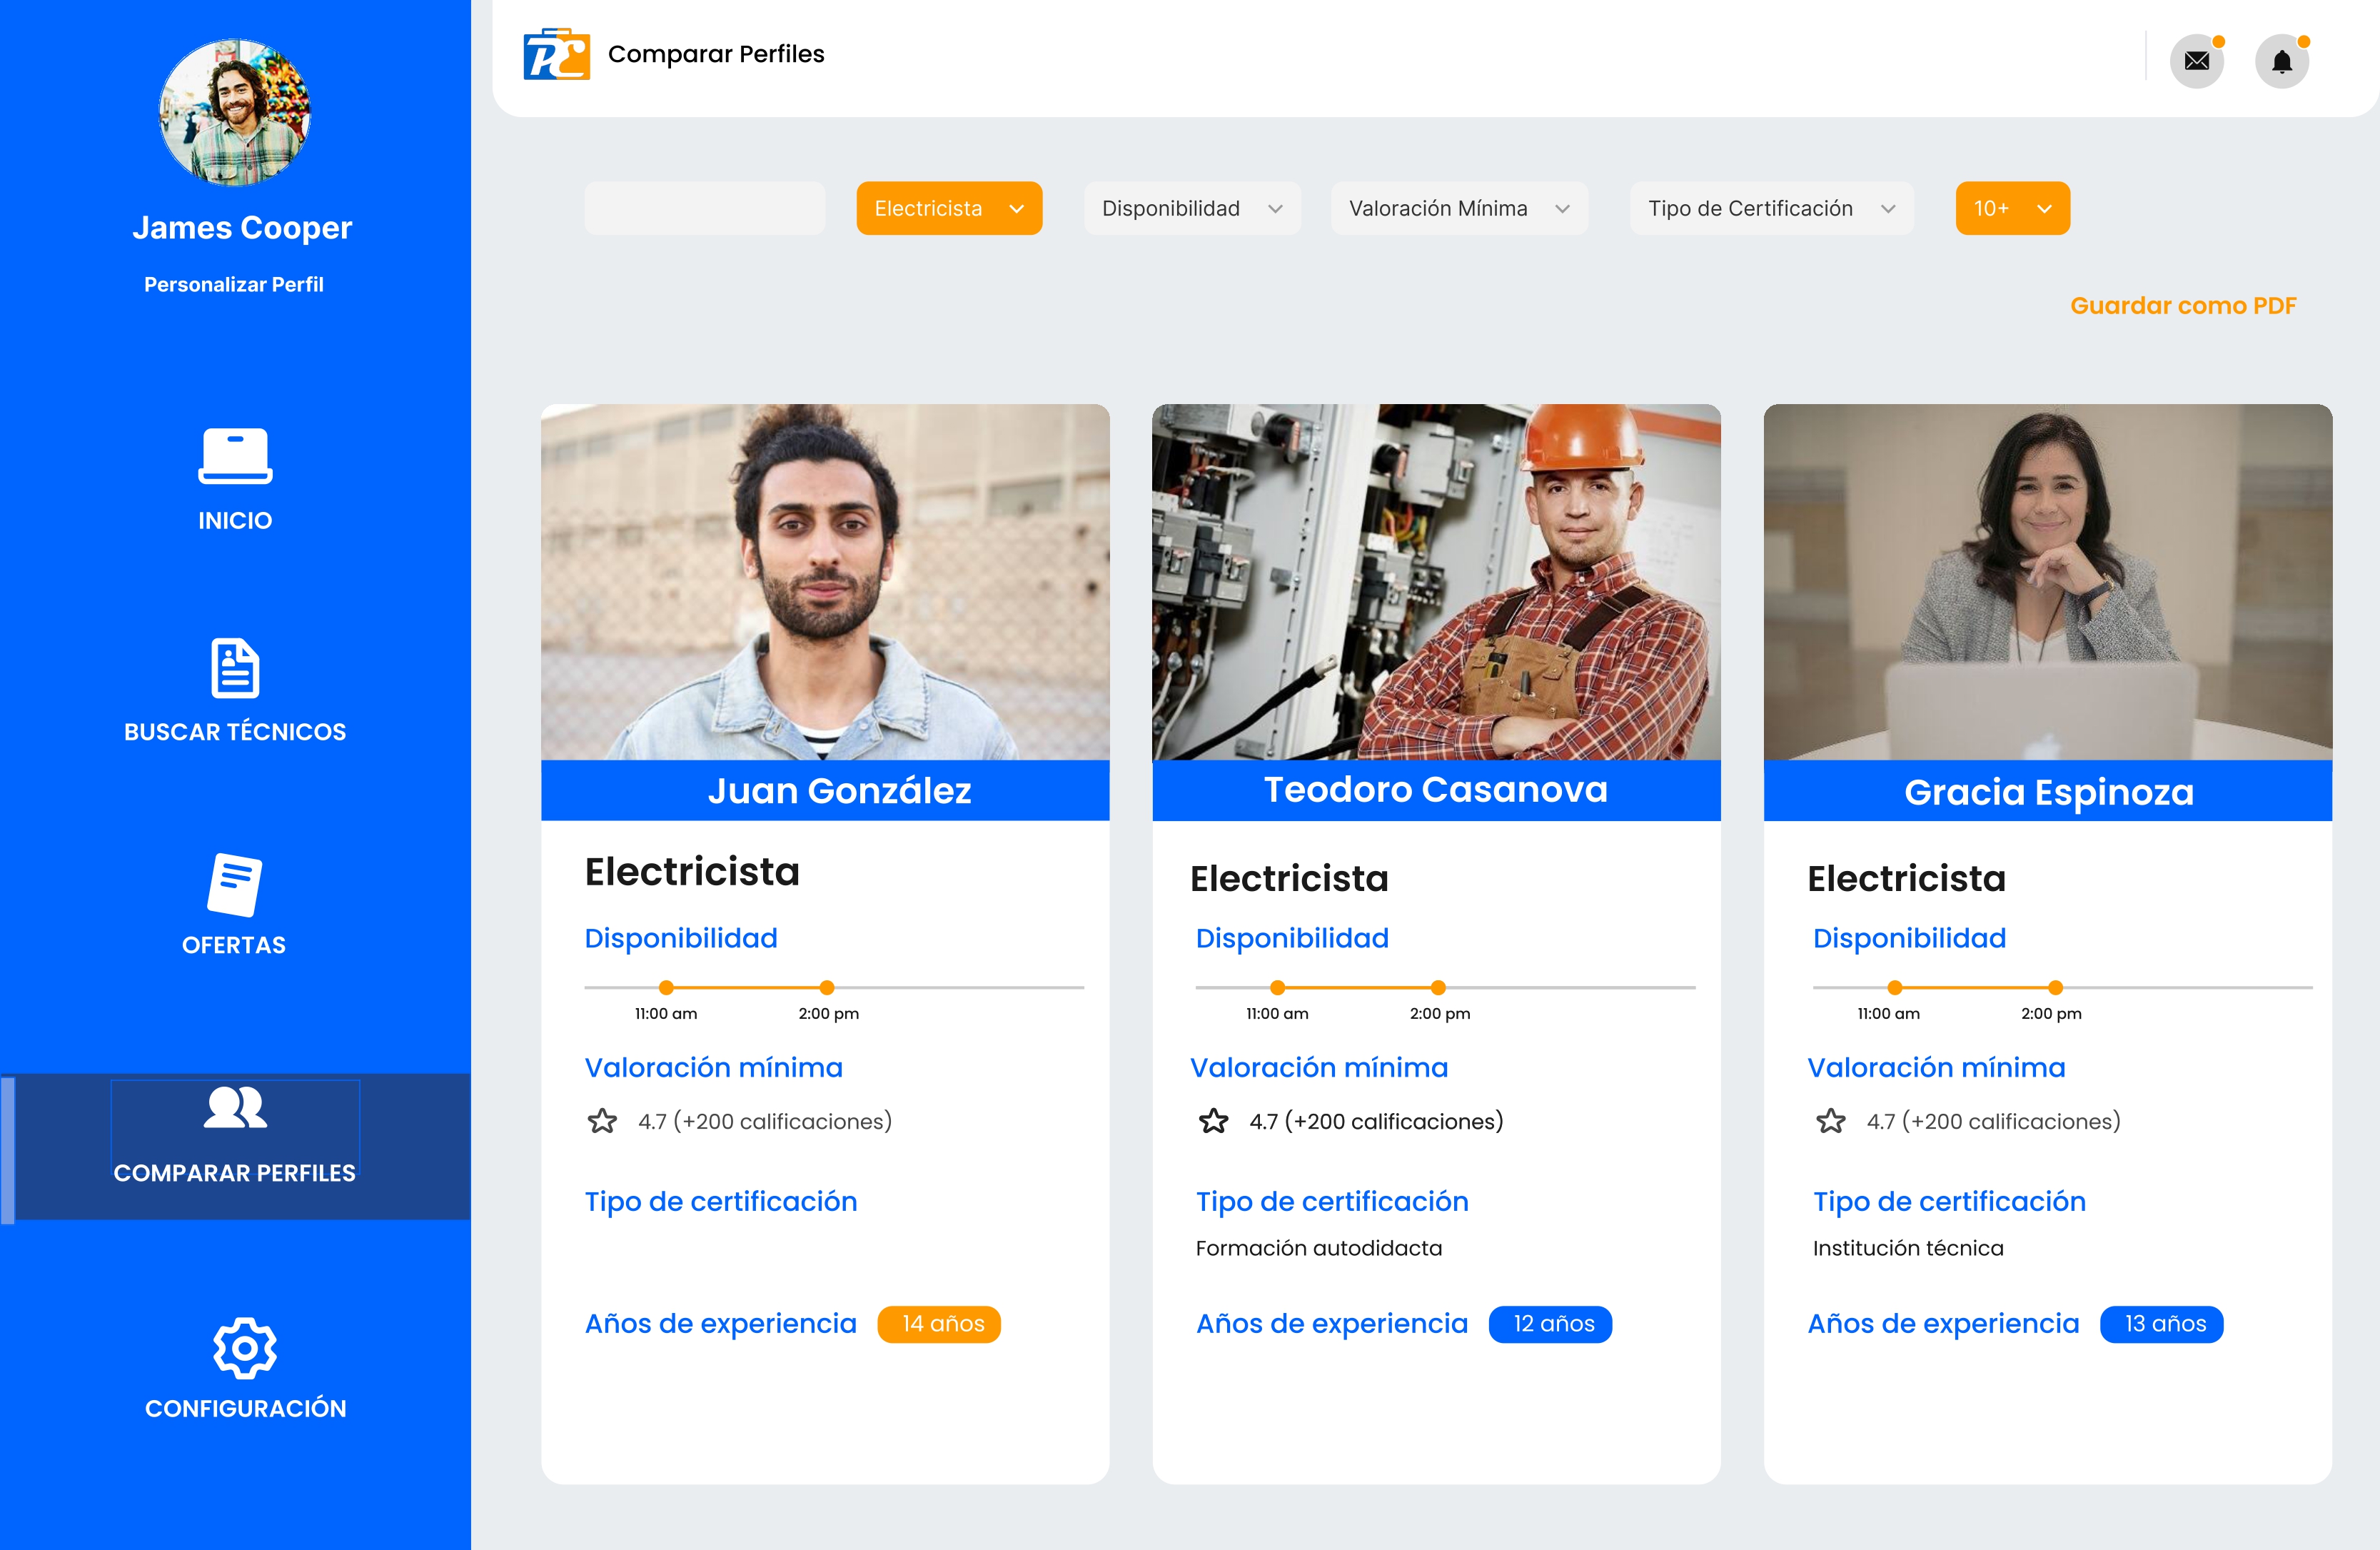 James Cooper
Personalizar Perfil
INICIO
BUSCAR TÉCNICOS
OFERTAS
COMPARAR PERFILES
CONFIGURACIÓN
Comparar Perfiles
Electricista
Disponibilidad
Valoración Mínima
Tipo de Certificación
10+
Guardar como PDF
Juan González
Electricista
Disponibilidad
11:00 am 2:00 pm
Valoración mínima
4.7 (+200 calificaciones)
Tipo de certificación
Años de experiencia 14 años
Teodoro Casanova
Electricista
Disponibilidad
11:00 am 2:00 pm
Valoración mínima
4.7 (+200 calificaciones)
Tipo de certificación
Formación autodidacta
Años de experiencia 12 años
Gracia Espinoza
Electricista
Disponibilidad
11:00 am 2:00 pm
Valoración mínima
4.7 (+200 calificaciones)
Tipo de certificación
Institución técnica
Años de experiencia 13 años